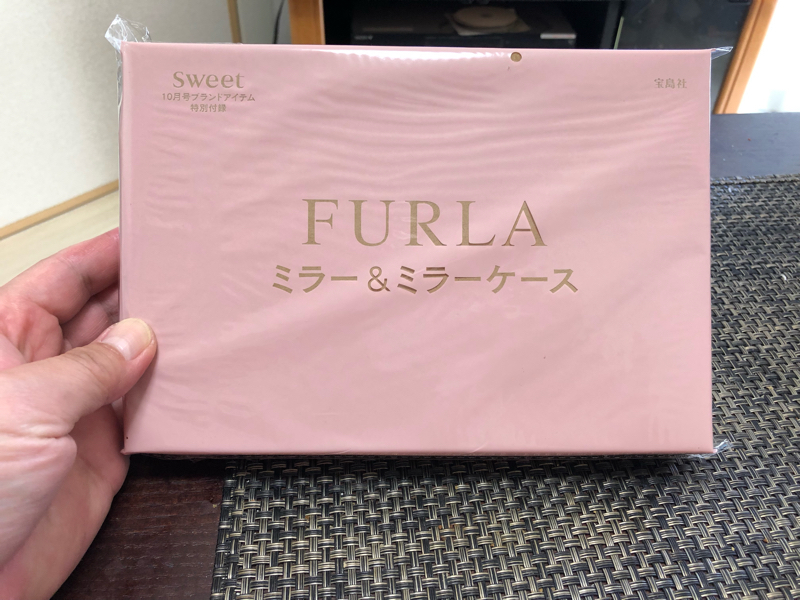 Sweet
10月号ブランドアイテム
特別付録
宝島社
FURLA
ミラー&ミラーケース